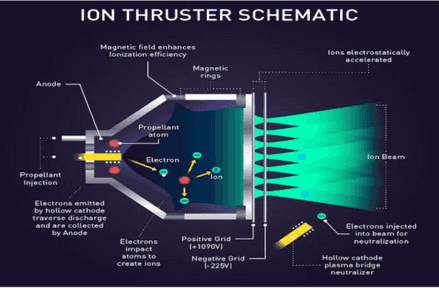 ION THRUSTER SCHEMATIC
Magnetic field enhances
Ionization efficiency
Magnetic
rings
Ions electrostatically
accelerated
Anode
Propellant
atom
Electron
Ion
Ion Beam
Propellant
Injection
Electrons emitted
by hollow cathode
traverse discharge
and are collected
by Anode
Electrons
impact
atoms to
create ions
Positive Grid
(+1090V)
Negative Grid
(-225V)
Electrons injected
into beam for
neutralization
Hollow cathode
plasma bridge
neutralizer